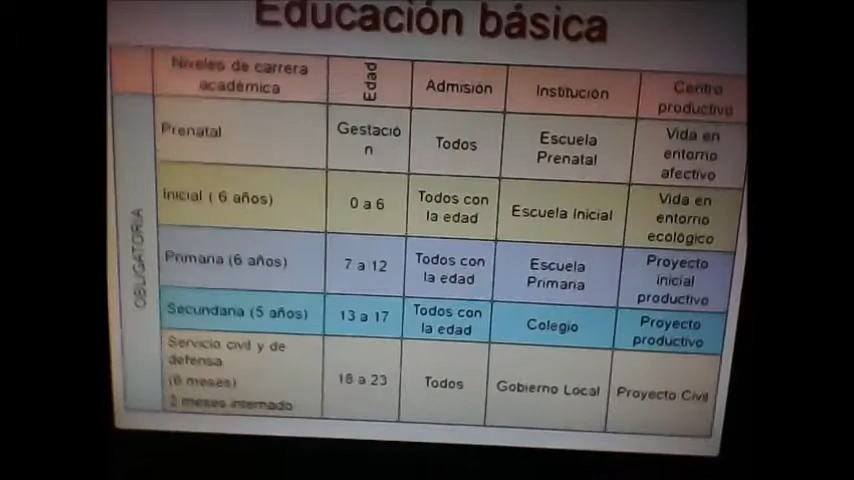 Educación básica
Niveles de carrera
académica
Edad
Admisión
Institución
Centro
productivo
OBLIGATORIA
Prenatal
Gestació
n
Todos
Escuela
Prenatal
Vida en
entorno
afectivo
Inicial ( 6 años)
0 a 6
Todos con
la edad
Escuela Inicial
Vida en
entorno
ecológico
Primaria (6 años)
7 a 12
Todos con
la edad
Escuela
Primaria
Proyecto
inicial
productivo
Secundaria (5 años)
13 a 17
Todos con
la edad
Colegio
Proyecto
productivo
Servicio civil y de
defensa
(6 meses)
meses internado
18 a 23
Todos
Gobierno Local
Proyecto Civil